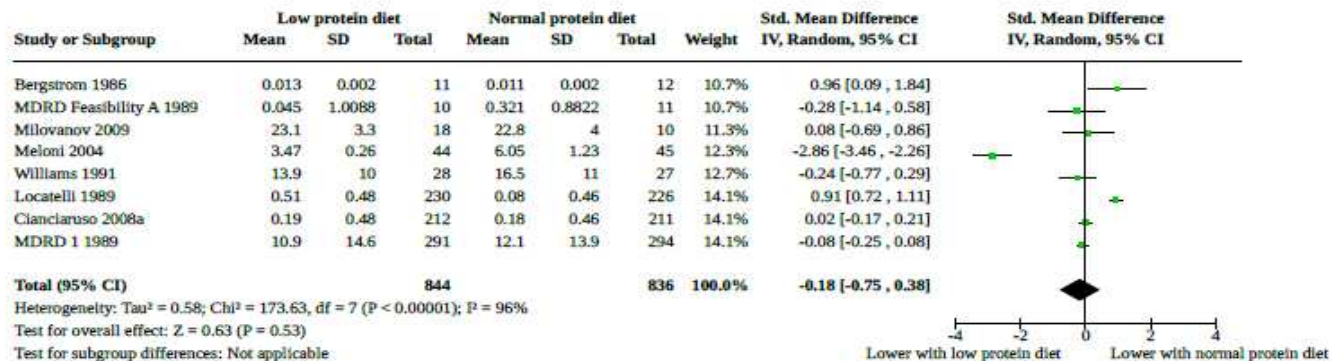 Low protein diet Normal protein diet Std. Mean Difference Std. Mean Difference
Study or Subgroup Mean SD Total Mean SD Total Weight IV, Random, 95% CI IV, Random, 95% CI
Bergstrom 1986 0.013 0.002 11 0.011 0.002 12 10.7% 0.96 [0.09 , 1.84]
MDRD Feasibility A 1989 0.045 1.0088 10 0.321 0.8822 11 10.7% -0.28 [-1.14 , 0.58]
Milovanov 2009 23.1 3.3 18 22.8 4 10 11.3% 0.08 [-0.69 , 0.86]
Meloni 2004 3.47 0.26 44 6.05 1.23 45 12.3% -2.86 [-3.46 , -2.26]
Williams 1991 13.9 10 28 16.5 11 27 12.7% -0.24 [-0.77 , 0.29]
Locatelli 1989 0.51 0.48 230 0.08 0.46 226 14.1% 0.91 [0.72 , 1.11]
Cianciaruso 2008a 0.19 0.48 212 0.18 0.46 211 14.1% 0.02 [-0.17 , 0.21]
MDRD 1 1989 10.9 14.6 291 12.1 13.9 294 14.1% -0.08 [-0.25 , 0.08]
Total (95% CI) 844 836 100.0% -0.18 [-0.75 , 0.38]
Heterogeneity: Tau² = 0.58; Chi² = 173.63, df = 7 (P < 0.00001); I² = 96%
Test for overall effect: Z = 0.63 (P = 0.53)
-4 -2 0 2 4
Test for subgroup differences: Not applicable Lower with low protein diet Lower with normal protein diet